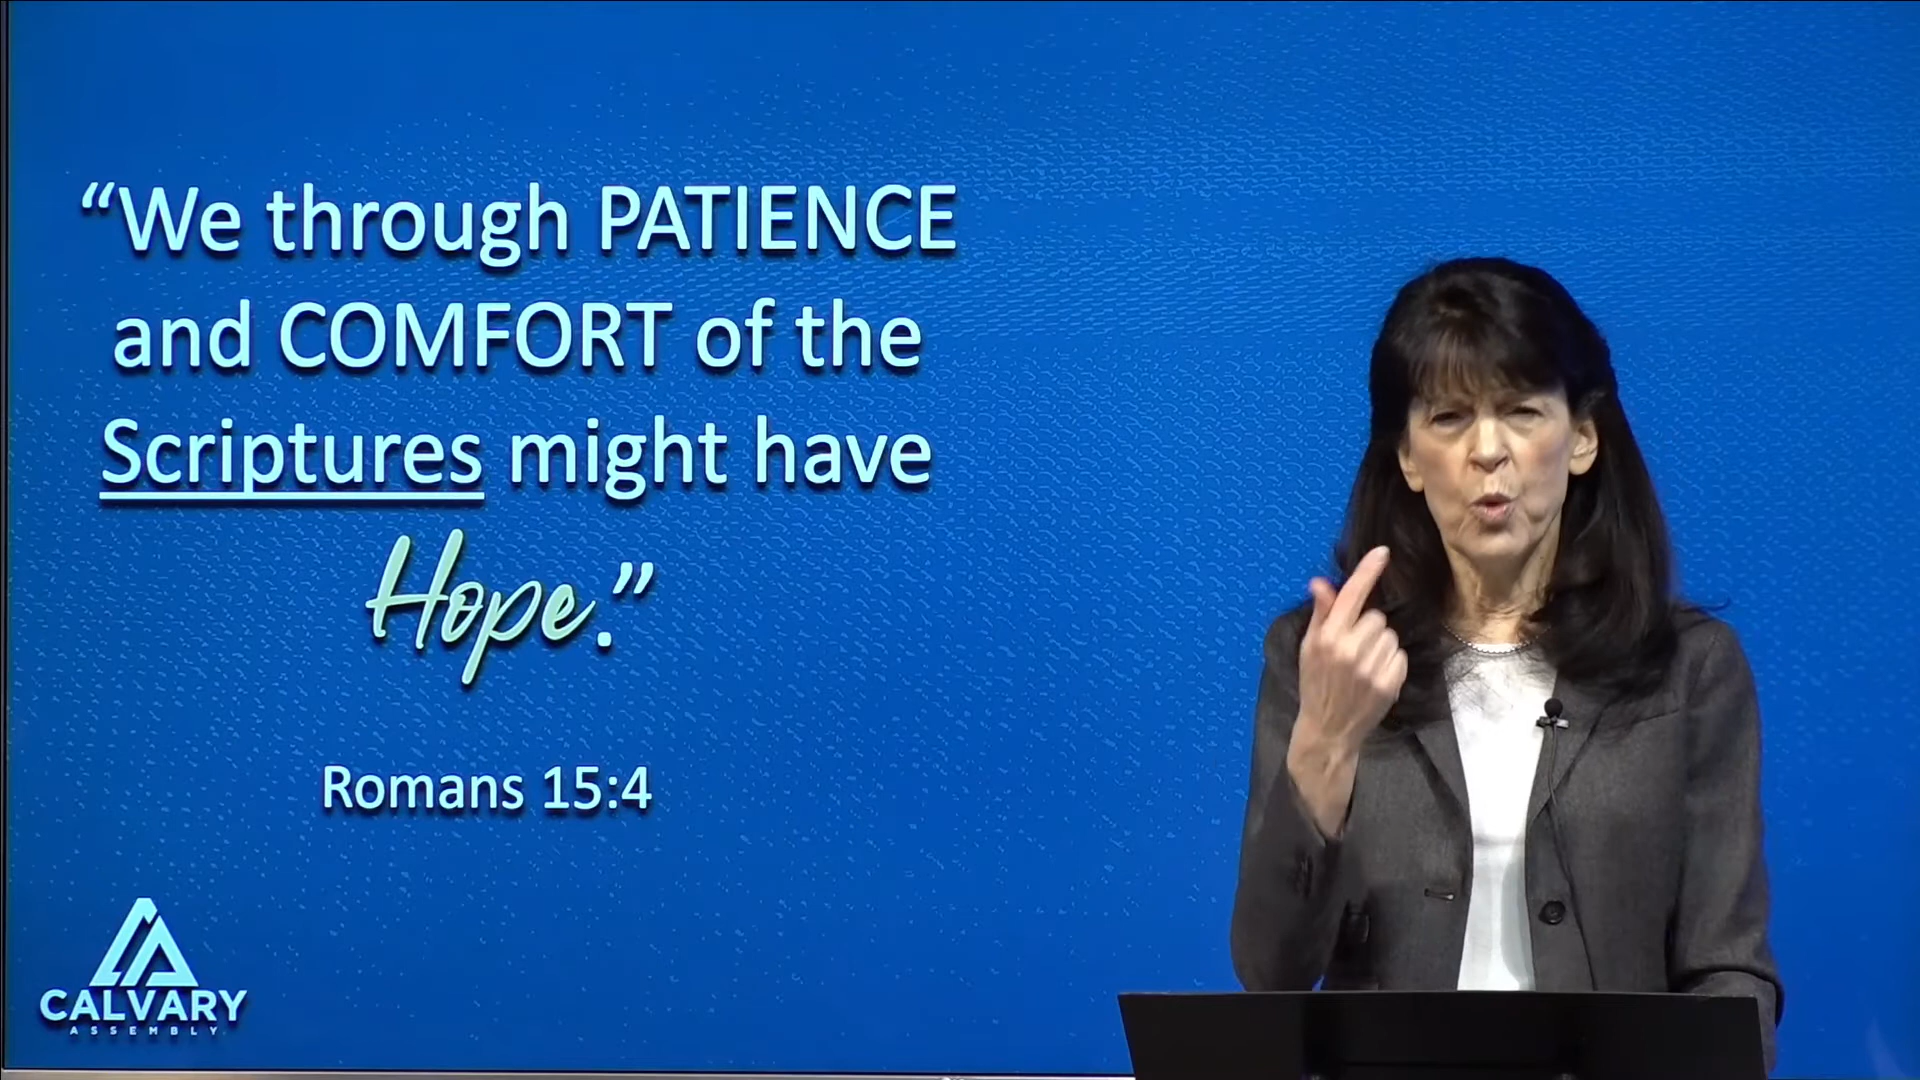 “We through PATIENCE
and COMFORT of the
Scriptures might have
Hope.”
Romans 15:4
CALVARY
ASSEMBLY